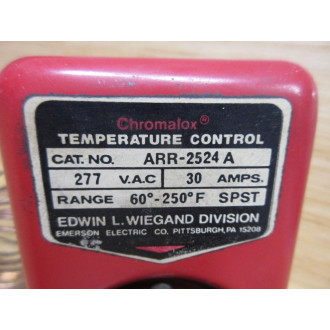 Chromalox®
TEMPERATURE CONTROL
CAT. NO. ARR-2524 A
277 V.A.C 30 AMPS.
RANGE 60°-250°F SPST
EDWIN L. WIEGAND DIVISION
EMERSON ELECTRIC CO. PITTSBURGH, PA 15208